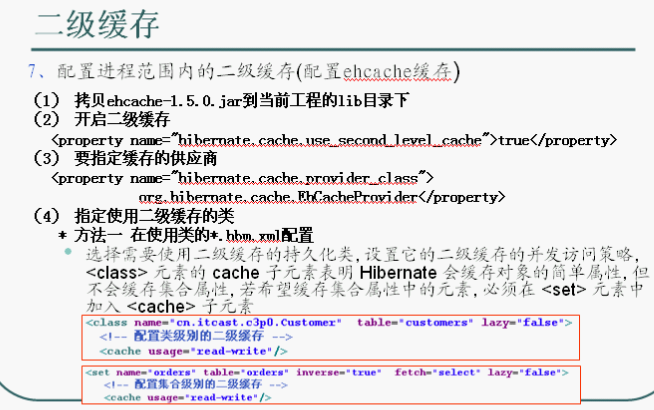 二级缓存
7、配置进程范围内的二级缓存(配置ehcache缓存)
(1) 拷贝ehcache-1.5.0.jar到当前工程的lib目录下
(2) 开启二级缓存
<property name="hibernate.cache.use_second_level_cache">true</property>
(3) 要指定缓存的供应商
<property name="hibernate.cache.provider_class">
org.hibernate.cache.EhCacheProvider</property>
(4) 指定使用二级缓存的类
* 方法一 在使用类的*.hbm.xml配置
• 选择需要使用二级缓存的持久化类, 设置它的二级缓存的并发访问策略,
<class> 元素的 cache 子元素表明 Hibernate 会缓存对象的简单属性, 但
不会缓存集合属性, 若希望缓存集合属性中的元素, 必须在 <set> 元素中
加入 <cache> 子元素
<class name="cn.itcast.c3p0.Customer" table="customers" lazy="false">
<!-- 配置类级别的二级缓存 -->
<cache usage="read-write"/>
<set name="orders" table="orders" inverse="true" fetch="select" lazy="false">
<!-- 配置集合级别的二级缓存 -->
<cache usage="read-write"/>